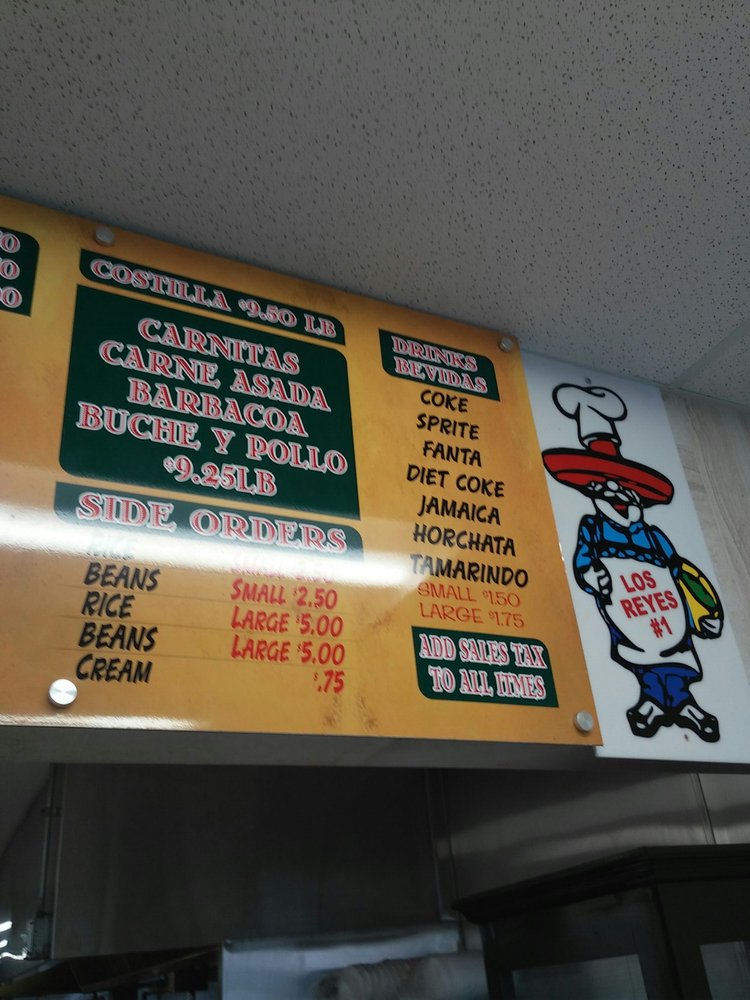 COSTILLA $9.50 LB
CARNITAS
CARNE ASADA
BARBACOA
BUCHE Y POLLO
$9.25LB
SIDE ORDERS
RICE SMALL
BEANS SMALL $2.50
RICE LARGE $5.00
BEANS LARGE $5.00
CREAM $.75
DRINKS
BEVIDAS
COKE
SPRITE
FANTA
DIET COKE
JAMAICA
HORCHATA
TAMARINDO
SMALL $1.50
LARGE $1.75
ADD SALES TAX
TO ALL ITMES
LOS
REYES
#1